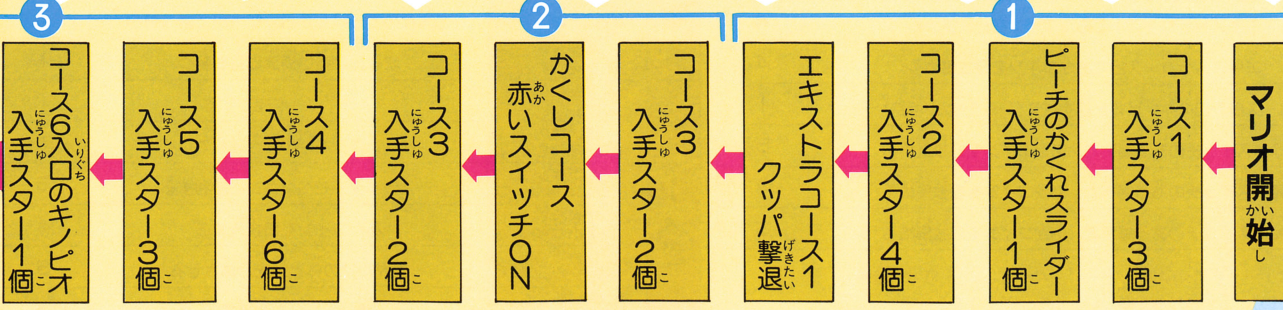 1
マリオ開始
コース1
入手スター3個
ピーチのかくれスライダー
入手スター1個
コース2
入手スター4個
エキストラコース1
クッパ撃退
2
コース3
入手スター2個
かくしコース
赤いスイッチON
コース3
入手スター2個
3
コース4
入手スター6個
コース5
入手スター3個
コース6入口のキノピオ
入手スター1個